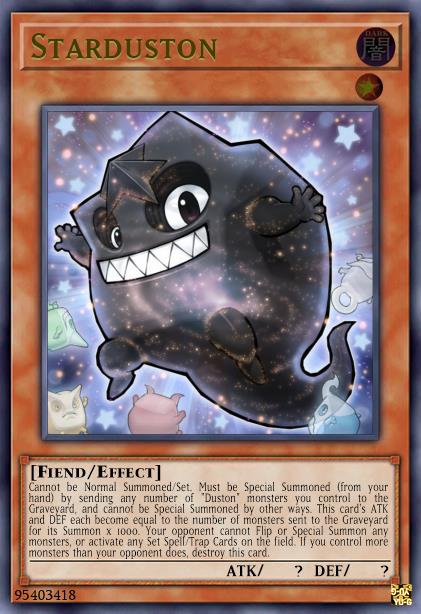 STARDUSTON
DARK
闇
[FIEND/EFFECT]
Cannot be Normal Summoned/Set. Must be Special Summoned (from your
hand) by sending any number of "Duston" monsters you control to the
Graveyard, and cannot be Special Summoned by other ways. This card's ATK
and DEF each become equal to the number of monsters sent to the Graveyard
for its Summon x 1000. Your opponent cannot Flip or Special Summon any
monsters, or activate any Set Spell/Trap Cards on the field. If you control more
monsters than your opponent does, destroy this card.
ATK/ ? DEF/ ?
95403418